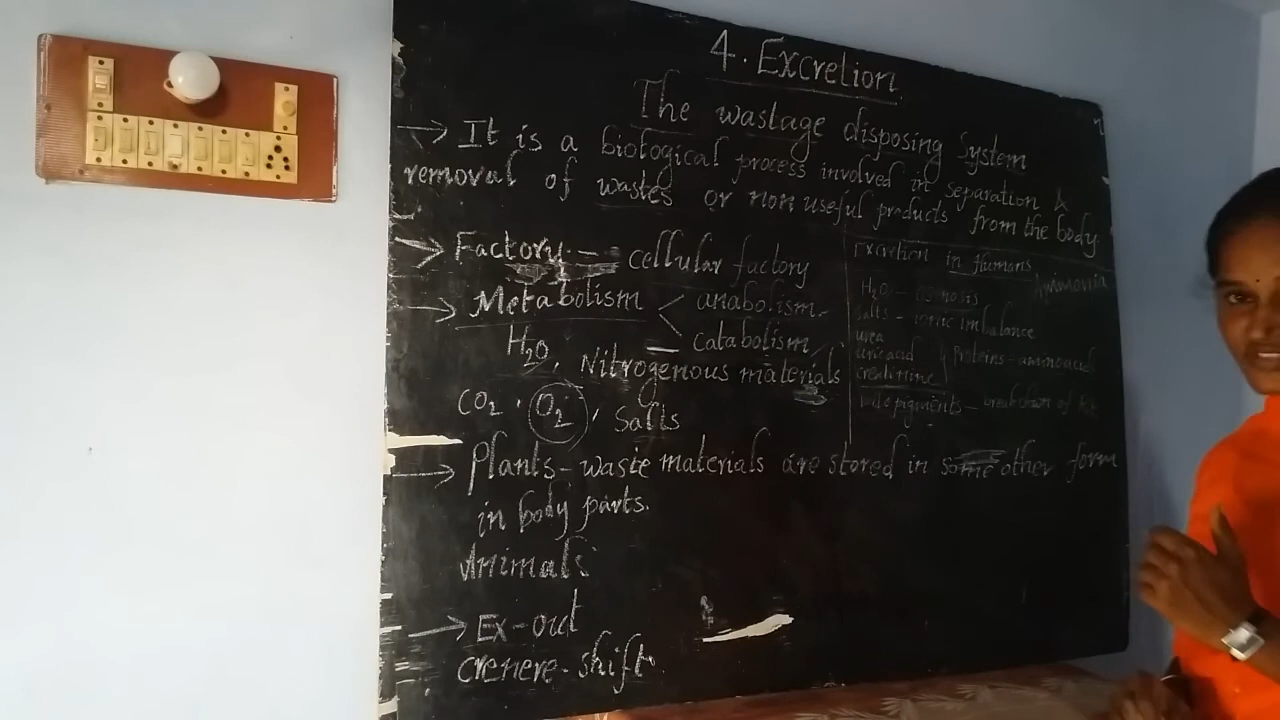 4. Excretion
The wastage disposing System
→ It is a biological process involved in separation &
removal of wastes or non useful products from the body
→ Factory - cellular factory
→ Metabolism < anabolism
catabolism
H2O, Nitrogenous materials
CO2, O2, Salts
Excretion in Humans
Ammonia
H2O - osmosis
salts - ionic imbalance
urea
uric acid
creatinine
Proteins - aminoacid
bile pigments - breakdown of
→ Plants - waste materials are stored in some other form
in body parts.
Animals
→ Ex - out
crenere - shift